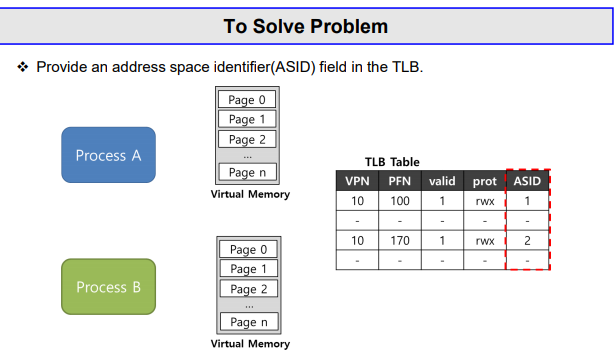 To Solve Problem
❖ Provide an address space identifier(ASID) field in the TLB.
Process A
Page 0
Page 1
Page 2
...
Page n
Virtual Memory
TLB Table
VPN PFN valid prot ASID
10 100 1 rwx 1
- - - - -
10 170 1 rwx 2
- - - - -
Process B
Page 0
Page 1
Page 2
...
Page n
Virtual Memory